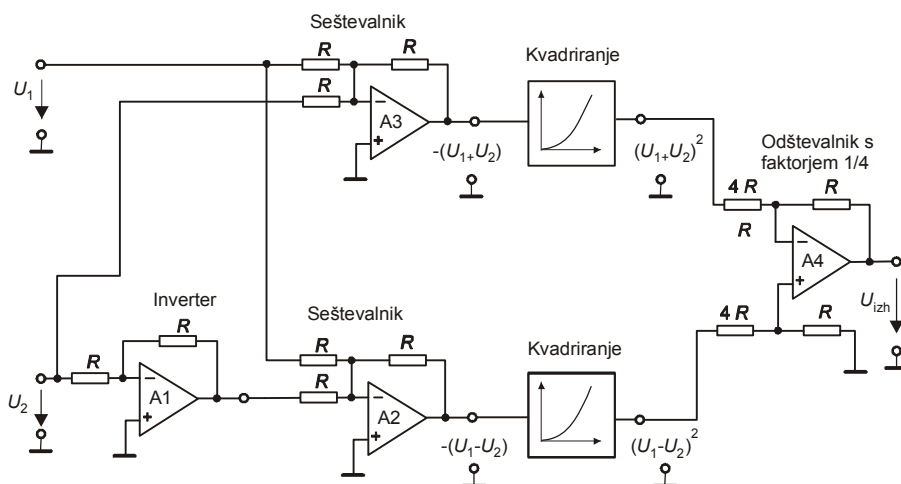 Seštevalnik
R
R
Kvadriranje
U1
R
A3
Odštevalnik s
faktorjem 1/4
-(U1+U2)
(U1+U2)²
4 R
R
R
A4
Inverter
Seštevalnik
Uizh
R
R
R
4 R
R
Kvadriranje
R
R
U2
A1
A2
-(U1-U2)
(U1-U2)²